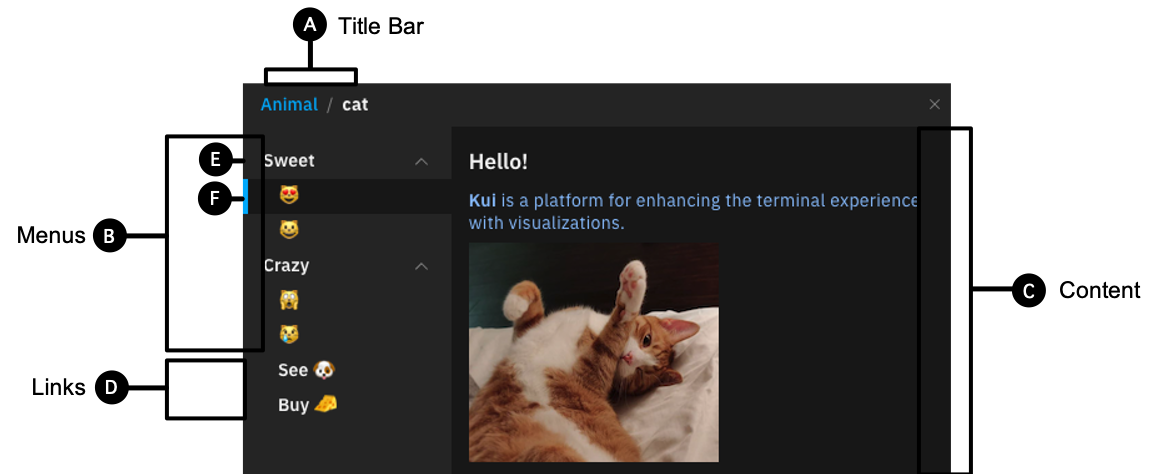 A Title Bar
Animal / cat ×
E Sweet
F 😻
😺
Menus B
Crazy
🙀
😿
Links D
See 🐶
Buy 🧀
Hello!
Kui is a platform for enhancing the terminal experience
with visualizations.
C Content